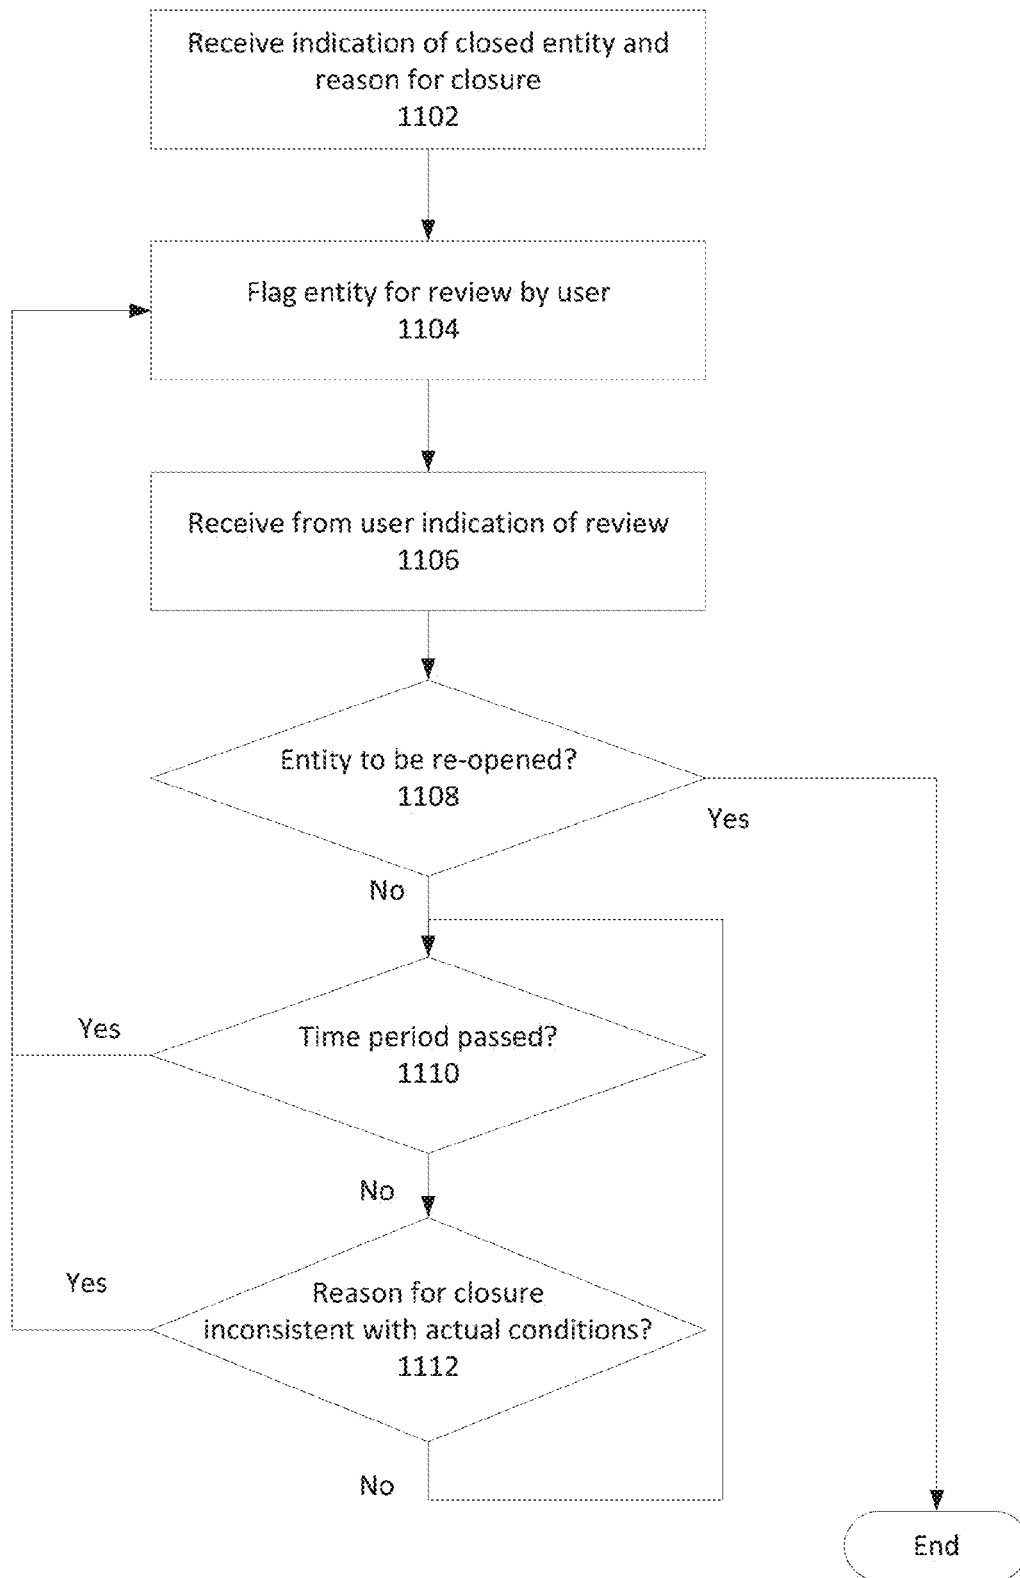 Receive indication of closed entity and
reason for closure
1102
Flag entity for review by user
1104
Receive from user indication of review
1106
Entity to be re-opened?
1108
Yes
No
Yes
Time period passed?
1110
No
Yes
Reason for closure
inconsistent with actual conditions?
1112
No
End